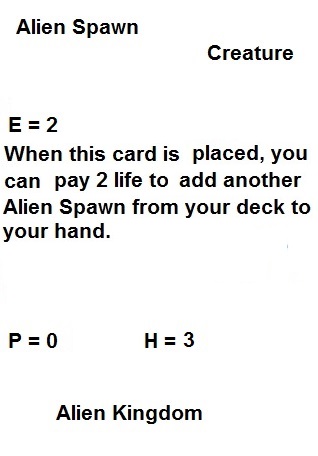 Alien Spawn
Creature
E = 2
When this card is placed, you
can pay 2 life to add another
Alien Spawn from your deck to
your hand.
P = 0 H = 3
Alien Kingdom